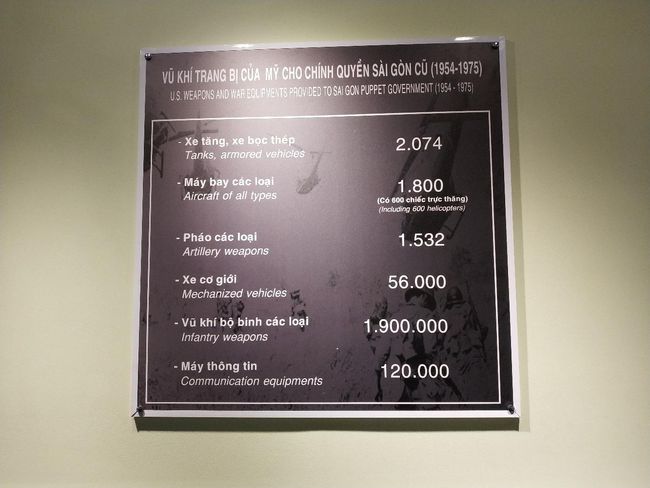 VŨ KHÍ TRANG BỊ CỦA MỸ CHO CHÍNH QUYỀN SÀI GÒN CŨ (1954-1975)
U.S. WEAPONS AND WAR EQUIPMENTS PROVIDED TO SAI GON PUPPET GOVERNMENT (1954 - 1975)
- Xe tăng, xe bọc thép 2.074
Tanks, armored vehicles
- Máy bay các loại 1.800
Aircraft of all types (Có 600 chiếc trực thăng)
(Including 600 helicopters)
- Pháo các loại 1.532
Artillery weapons
- Xe cơ giới 56.000
Mechanized vehicles
- Vũ khí bộ binh các loại 1.900.000
Infantry weapons
- Máy thông tin 120.000
Communication equipments